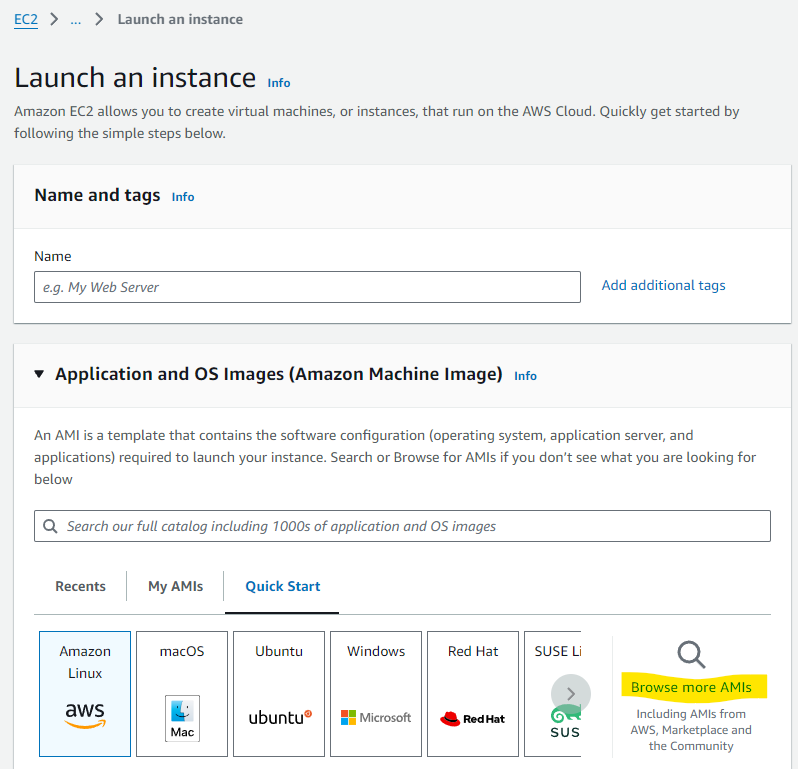 EC2 > ... > Launch an instance
Launch an instance Info
Amazon EC2 allows you to create virtual machines, or instances, that run on the AWS Cloud. Quickly get started by
following the simple steps below.
Name and tags Info
Name
e.g. My Web Server
Add additional tags
Application and OS Images (Amazon Machine Image) Info
An AMI is a template that contains the software configuration (operating system, application server, and
applications) required to launch your instance. Search or Browse for AMIs if you don’t see what you are looking for
below
Search our full catalog including 1000s of application and OS images
Recents
My AMIs
Quick Start
Amazon
Linux
aws
macOS
Mac
Ubuntu
ubuntu
Windows
Microsoft
Red Hat
Red Hat
SUSE Li
SUS
Browse more AMIs
Including AMIs from
AWS, Marketplace and
the Community